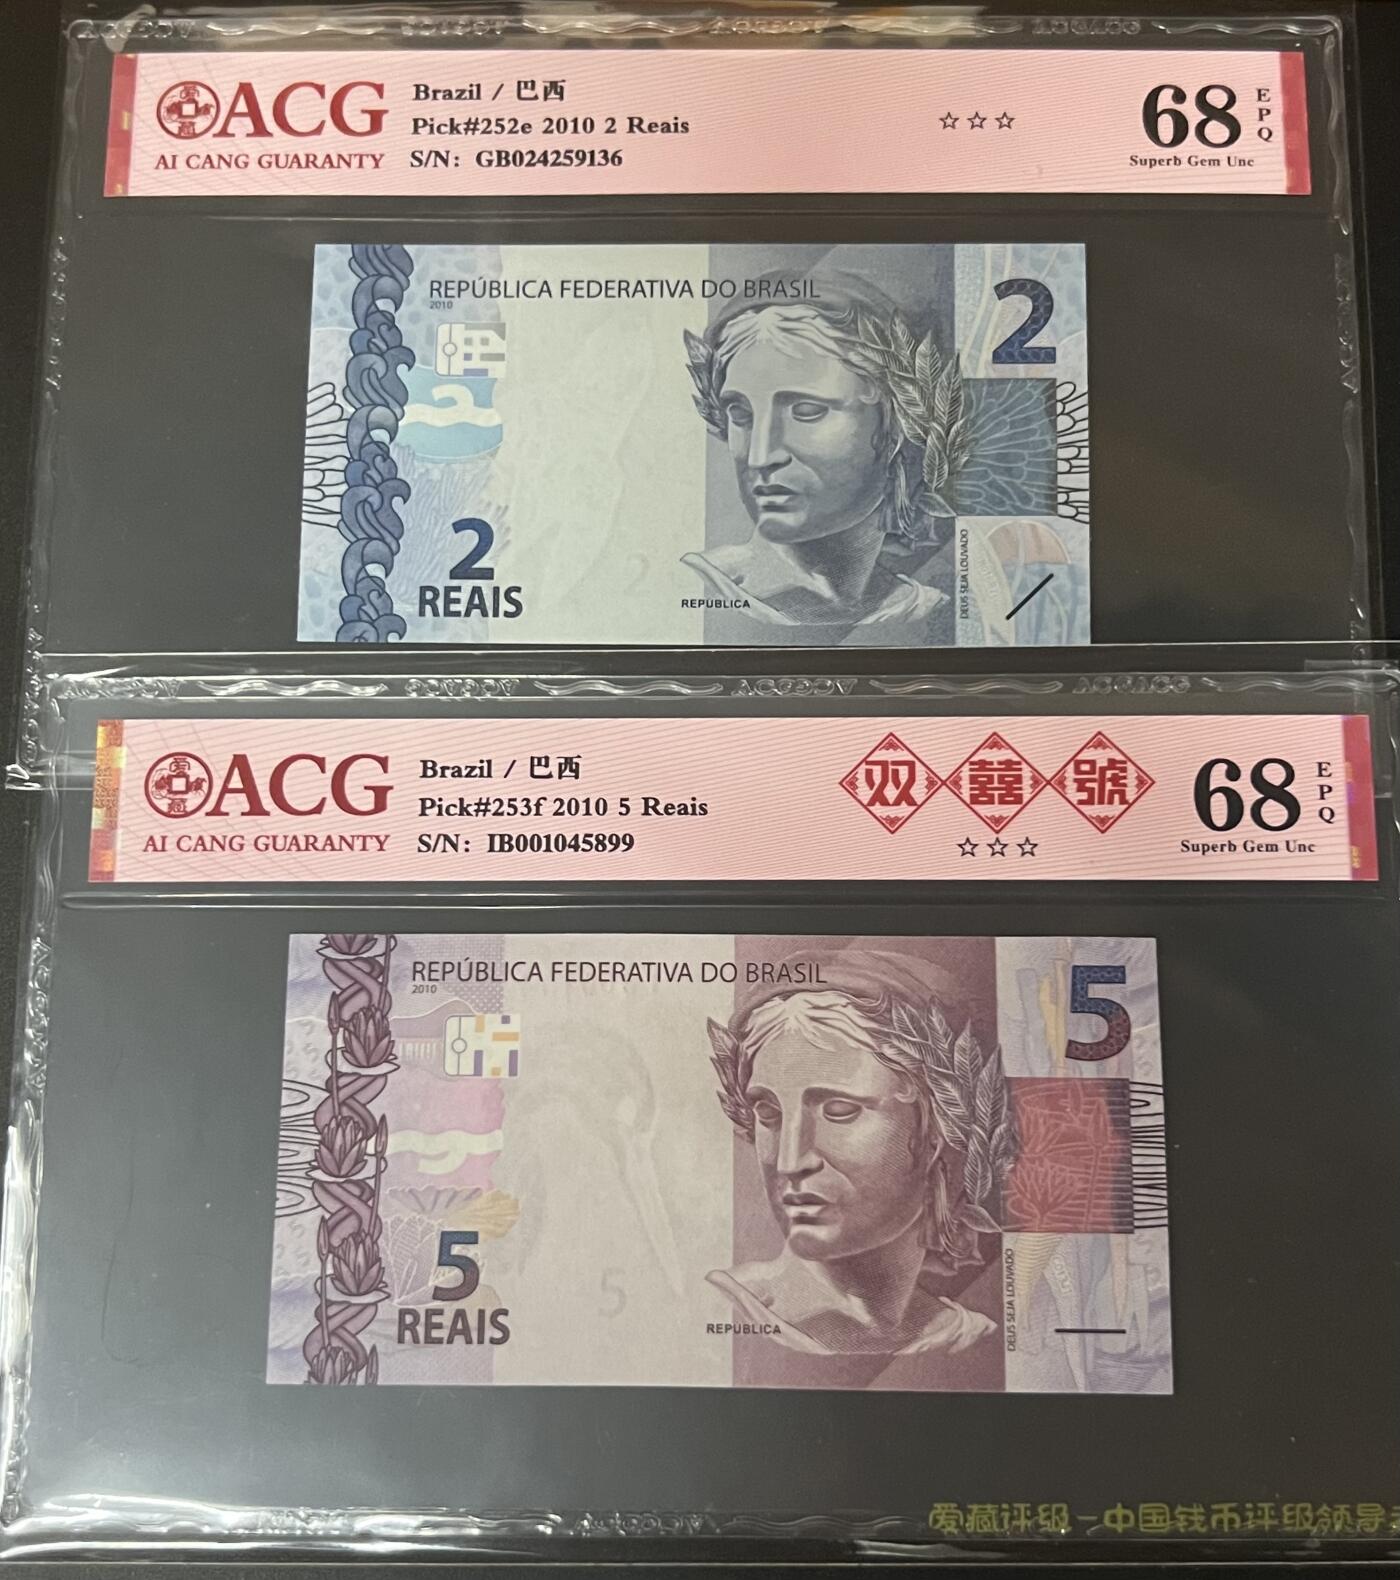 ACG
AI CANG GUARANTY
Brazil / 巴西
Pick#252e 2010 2 Reais
S/N: GB024259136
☆☆☆
68
EPQ
Superb Gem Unc
REPÚBLICA FEDERATIVA DO BRASIL
2010
2
2
REAIS
REPÚBLICA
DEUS SEJA LOUVADO
ACG
AI CANG GUARANTY
Brazil / 巴西
Pick#253f 2010 5 Reais
S/N: IB001045899
双囍號
☆☆☆
68
EPQ
Superb Gem Unc
REPÚBLICA FEDERATIVA DO BRASIL
2010
5
5
REAIS
REPÚBLICA
DEUS SEJA LOUVADO
爱藏评级-中国钱币评级领导